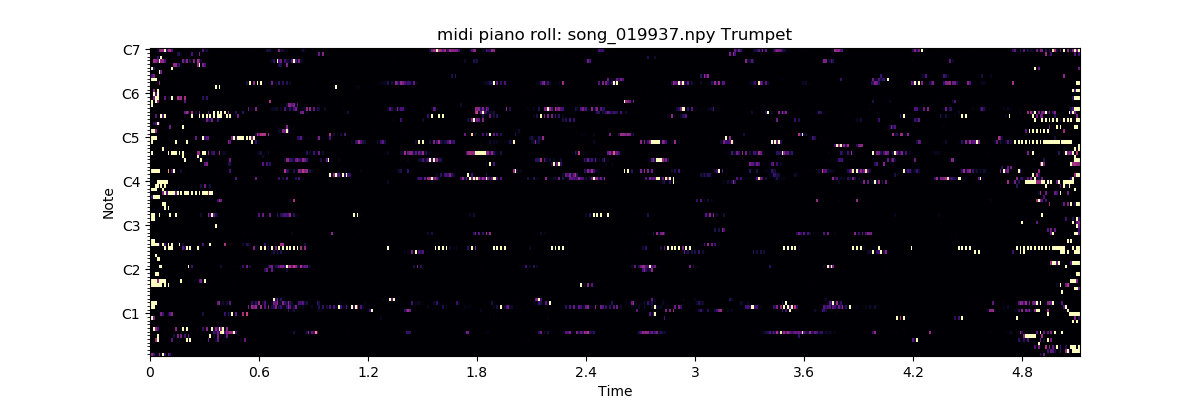 midi piano roll: song_019937.npy Trumpet
C7
C6
C5
C4
C3
C2
C1
Note
0 0.6 1.2 1.8 2.4 3 3.6 4.2 4.8
Time